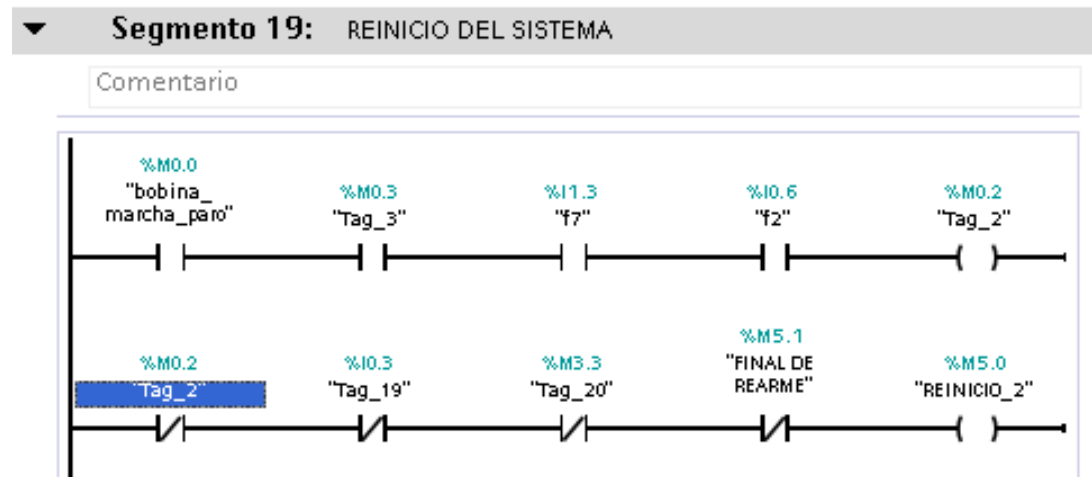 Segmento 19: REINICIO DEL SISTEMA
Comentario
%M0.0
"bobina_
marcha_paro"
%M0.3
"Tag_3"
%I1.3
"f7"
%I0.6
"f2"
%M0.2
"Tag_2"
%M0.2
"Tag_2"
%I0.3
"Tag_19"
%M3.3
"Tag_20"
%M5.1
"FINAL DE
REARME"
%M5.0
"REINICIO_2"